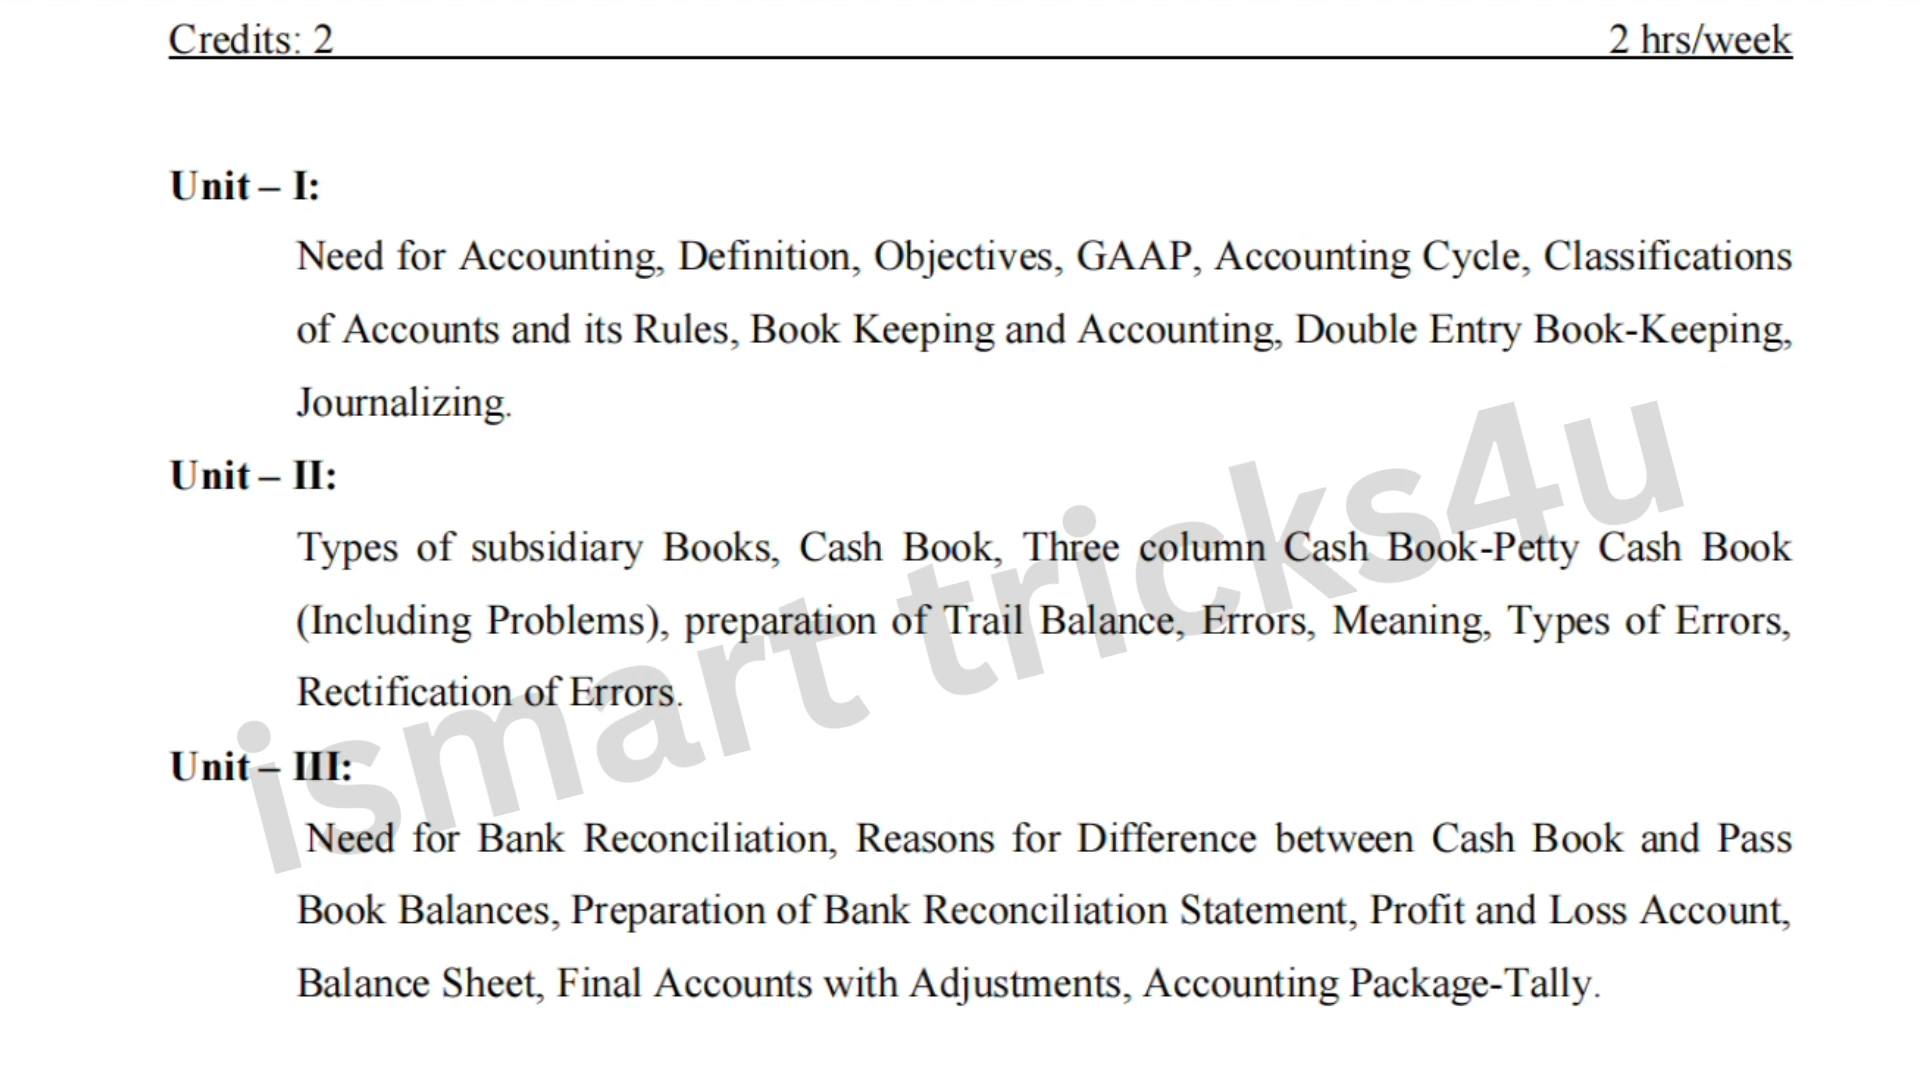 Credits: 2 2 hrs/week
Unit – I:
Need for Accounting, Definition, Objectives, GAAP, Accounting Cycle, Classifications
of Accounts and its Rules, Book Keeping and Accounting, Double Entry Book-Keeping,
Journalizing.
Unit – II:
Types of subsidiary Books, Cash Book, Three column Cash Book-Petty Cash Book
(Including Problems), preparation of Trail Balance, Errors, Meaning, Types of Errors,
Rectification of Errors.
Unit – III:
Need for Bank Reconciliation, Reasons for Difference between Cash Book and Pass
Book Balances, Preparation of Bank Reconciliation Statement, Profit and Loss Account,
Balance Sheet, Final Accounts with Adjustments, Accounting Package-Tally.
ismart tricks4u